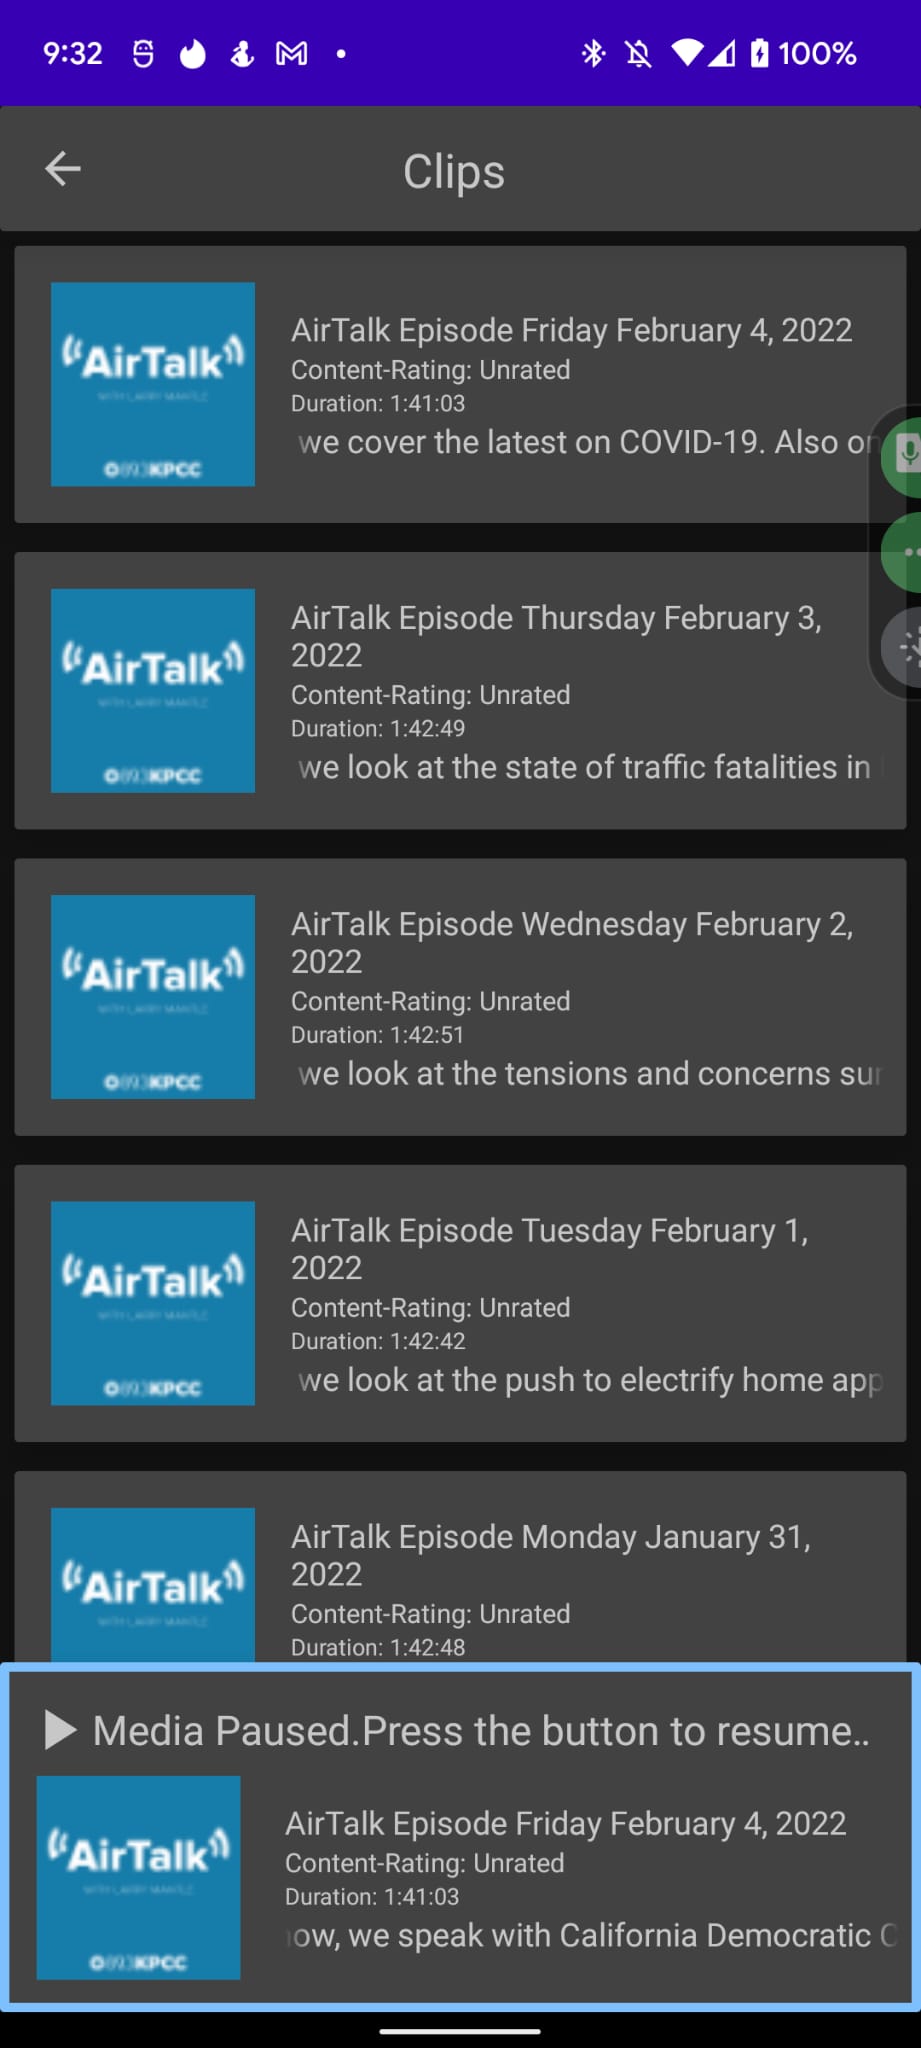 9:32
100%
Clips
AirTalk
KPCC
AirTalk Episode Friday February 4, 2022
Content-Rating: Unrated
Duration: 1:41:03
we cover the latest on COVID-19. Also on
AirTalk
KPCC
AirTalk Episode Thursday February 3,
2022
Content-Rating: Unrated
Duration: 1:42:49
we look at the state of traffic fatalities in
AirTalk
KPCC
AirTalk Episode Wednesday February 2,
2022
Content-Rating: Unrated
Duration: 1:42:51
we look at the tensions and concerns sur
AirTalk
KPCC
AirTalk Episode Tuesday February 1,
2022
Content-Rating: Unrated
Duration: 1:42:42
we look at the push to electrify home app
AirTalk
AirTalk Episode Monday January 31,
2022
Content-Rating: Unrated
Duration: 1:42:48
Media Paused.Press the button to resume..
AirTalk
KPCC
AirTalk Episode Friday February 4, 2022
Content-Rating: Unrated
Duration: 1:41:03
ow, we speak with California Democratic C